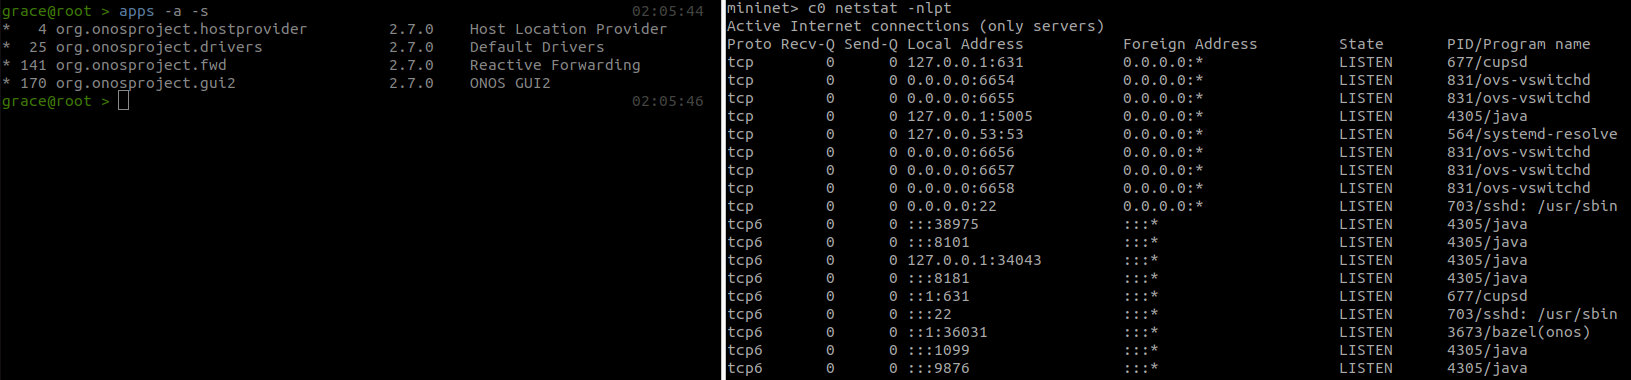 grace@root > apps -a -s 02:05:44
*   4 org.onosproject.hostprovider         2.7.0    Host Location Provider
*  25 org.onosproject.drivers              2.7.0    Default Drivers
* 141 org.onosproject.fwd                  2.7.0    Reactive Forwarding
* 170 org.onosproject.gui2                 2.7.0    ONOS GUI2
grace@root > 02:05:46
mininet> c0 netstat -nlpt
Active Internet connections (only servers)
Proto Recv-Q Send-Q Local Address           Foreign Address         State       PID/Program name
tcp        0      0 127.0.0.1:631           0.0.0.0:*               LISTEN      677/cupsd
tcp        0      0 0.0.0.0:6654            0.0.0.0:*               LISTEN      831/ovs-vswitchd
tcp        0      0 0.0.0.0:6655            0.0.0.0:*               LISTEN      831/ovs-vswitchd
tcp        0      0 127.0.0.1:5005          0.0.0.0:*               LISTEN      4305/java
tcp        0      0 127.0.0.53:53           0.0.0.0:*               LISTEN      564/systemd-resolve
tcp        0      0 0.0.0.0:6656            0.0.0.0:*               LISTEN      831/ovs-vswitchd
tcp        0      0 0.0.0.0:6657            0.0.0.0:*               LISTEN      831/ovs-vswitchd
tcp        0      0 0.0.0.0:6658            0.0.0.0:*               LISTEN      831/ovs-vswitchd
tcp        0      0 0.0.0.0:22              0.0.0.0:*               LISTEN      703/sshd: /usr/sbin
tcp6       0      0 :::38975                :::*                    LISTEN      4305/java
tcp6       0      0 :::8101                 :::*                    LISTEN      4305/java
tcp6       0      0 127.0.0.1:34043         :::*                    LISTEN      4305/java
tcp6       0      0 :::8181                 :::*                    LISTEN      4305/java
tcp6       0      0 ::1:631                 :::*                    LISTEN      677/cupsd
tcp6       0      0 :::22                   :::*                    LISTEN      703/sshd: /usr/sbin
tcp6       0      0 ::1:36031               :::*                    LISTEN      3673/bazel(onos)
tcp6       0      0 :::1099                 :::*                    LISTEN      4305/java
tcp6       0      0 :::9876                 :::*                    LISTEN      4305/java